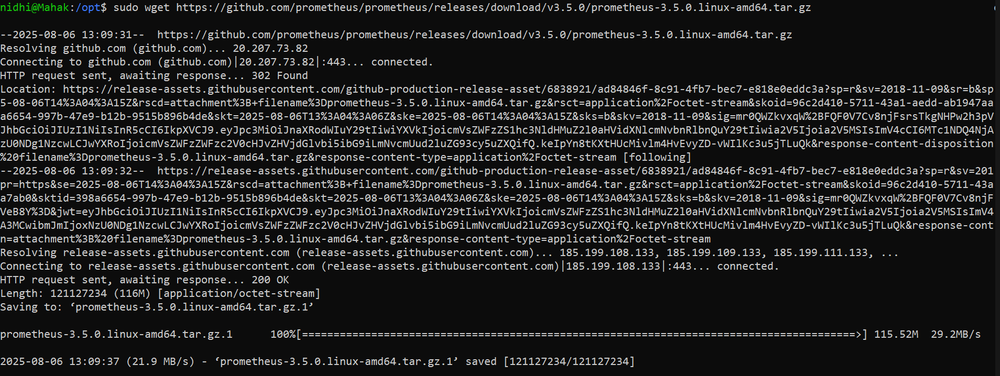 nidhi@Mahak:/opt$ sudo wget https://github.com/prometheus/prometheus/releases/download/v3.5.0/prometheus-3.5.0.linux-amd64.tar.gz
--2025-08-06 13:09:31--  https://github.com/prometheus/prometheus/releases/download/v3.5.0/prometheus-3.5.0.linux-amd64.tar.gz
Resolving github.com (github.com)... 20.207.73.82
Connecting to github.com (github.com)|20.207.73.82|:443... connected.
HTTP request sent, awaiting response... 302 Found
Location: https://release-assets.githubusercontent.com/github-production-release-asset/6838921/ad84846f-8c91-4fb7-bec7-e818e0eddc3a?sp=r&sv=2018-11-09&sr=b&sp
5-08-06T14%3A04%3A15Z&rscd=attachment%3B+filename%3Dprometheus-3.5.0.linux-amd64.tar.gz&rsct=application%2Foctet-stream&skoid=96c2d410-5711-43a1-aedd-ab1947aa
a6654-997b-47e9-b12b-9515b896b4de&skt=2025-08-06T13%3A04%3A06Z&ske=2025-08-06T14%3A04%3A15Z&sks=b&skv=2018-11-09&sig=mr0QWZkvxqW%2BFQF0V7Cv8njFsrsTkgNHPw2h3pV
JhbGciOiJIUzI1NiIsInR5cCI6IkpXVCJ9.eyJpc3MiOiJnaXRodWIuY29tIiwiYXVkIjoicmVsZWFzZS1hc3NldHMuZ2l0aHVidXNlcmNvbnRlbnQuY29tIiwia2V5Ijoia2V5MSIsImV4cCI6MTc1NDQ4NjA
zU0NDg1NzcwLCJwYXRoIjoicmVsZWFzZWFzc2V0cHJvZHVjdGlvbi5ibG9iLmNvcmUud2luZG93cy5uZXQifQ.keIpYn8tKXtHUcMivlm4HvEvyZD-vWIlKc3u5jTLuQk&response-content-disposition
%20filename%3Dprometheus-3.5.0.linux-amd64.tar.gz&response-content-type=application%2Foctet-stream [following]
--2025-08-06 13:09:32--  https://release-assets.githubusercontent.com/github-production-release-asset/6838921/ad84846f-8c91-4fb7-bec7-e818e0eddc3a?sp=r&sv=201
pr=https&se=2025-08-06T14%3A04%3A15Z&rscd=attachment%3B+filename%3Dprometheus-3.5.0.linux-amd64.tar.gz&rsct=application%2Foctet-stream&skoid=96c2d410-5711-43a
a7ab0&sktid=398a6654-997b-47e9-b12b-9515b896b4de&skt=2025-08-06T13%3A04%3A06Z&ske=2025-08-06T14%3A04%3A15Z&sks=b&skv=2018-11-09&sig=mr0QWZkvxqW%2BFQF0V7Cv8njF
VeB8Y%3D&jwt=eyJhbGciOiJIUzI1NiIsInR5cCI6IkpXVCJ9.eyJpc3MiOiJnaXRodWIuY29tIiwiYXVkIjoicmVsZWFzZS1hc3NldHMuZ2l0aHVidXNlcmNvbnRlbnQuY29tIiwia2V5Ijoia2V5MSIsImV4
A3MCwibmJmIjoxNzU0NDg1NzcwLCJwYXRoIjoicmVsZWFzZWFzc2V0cHJvZHVjdGlvbi5ibG9iLmNvcmUud2luZG93cy5uZXQifQ.keIpYn8tKXtHUcMivlm4HvEvyZD-vWIlKc3u5jTLuQk&response-cont
n=attachment%3B%20filename%3Dprometheus-3.5.0.linux-amd64.tar.gz&response-content-type=application%2Foctet-stream
Resolving release-assets.githubusercontent.com (release-assets.githubusercontent.com)... 185.199.108.133, 185.199.109.133, 185.199.111.133, ...
Connecting to release-assets.githubusercontent.com (release-assets.githubusercontent.com)|185.199.108.133|:443... connected.
HTTP request sent, awaiting response... 200 OK
Length: 121127234 (116M) [application/octet-stream]
Saving to: ‘prometheus-3.5.0.linux-amd64.tar.gz.1’
prometheus-3.5.0.linux-amd64.tar.gz.1      100%[========================================================================================>] 115.52M  29.2MB/s
2025-08-06 13:09:37 (21.9 MB/s) - ‘prometheus-3.5.0.linux-amd64.tar.gz.1’ saved [121127234/121127234]